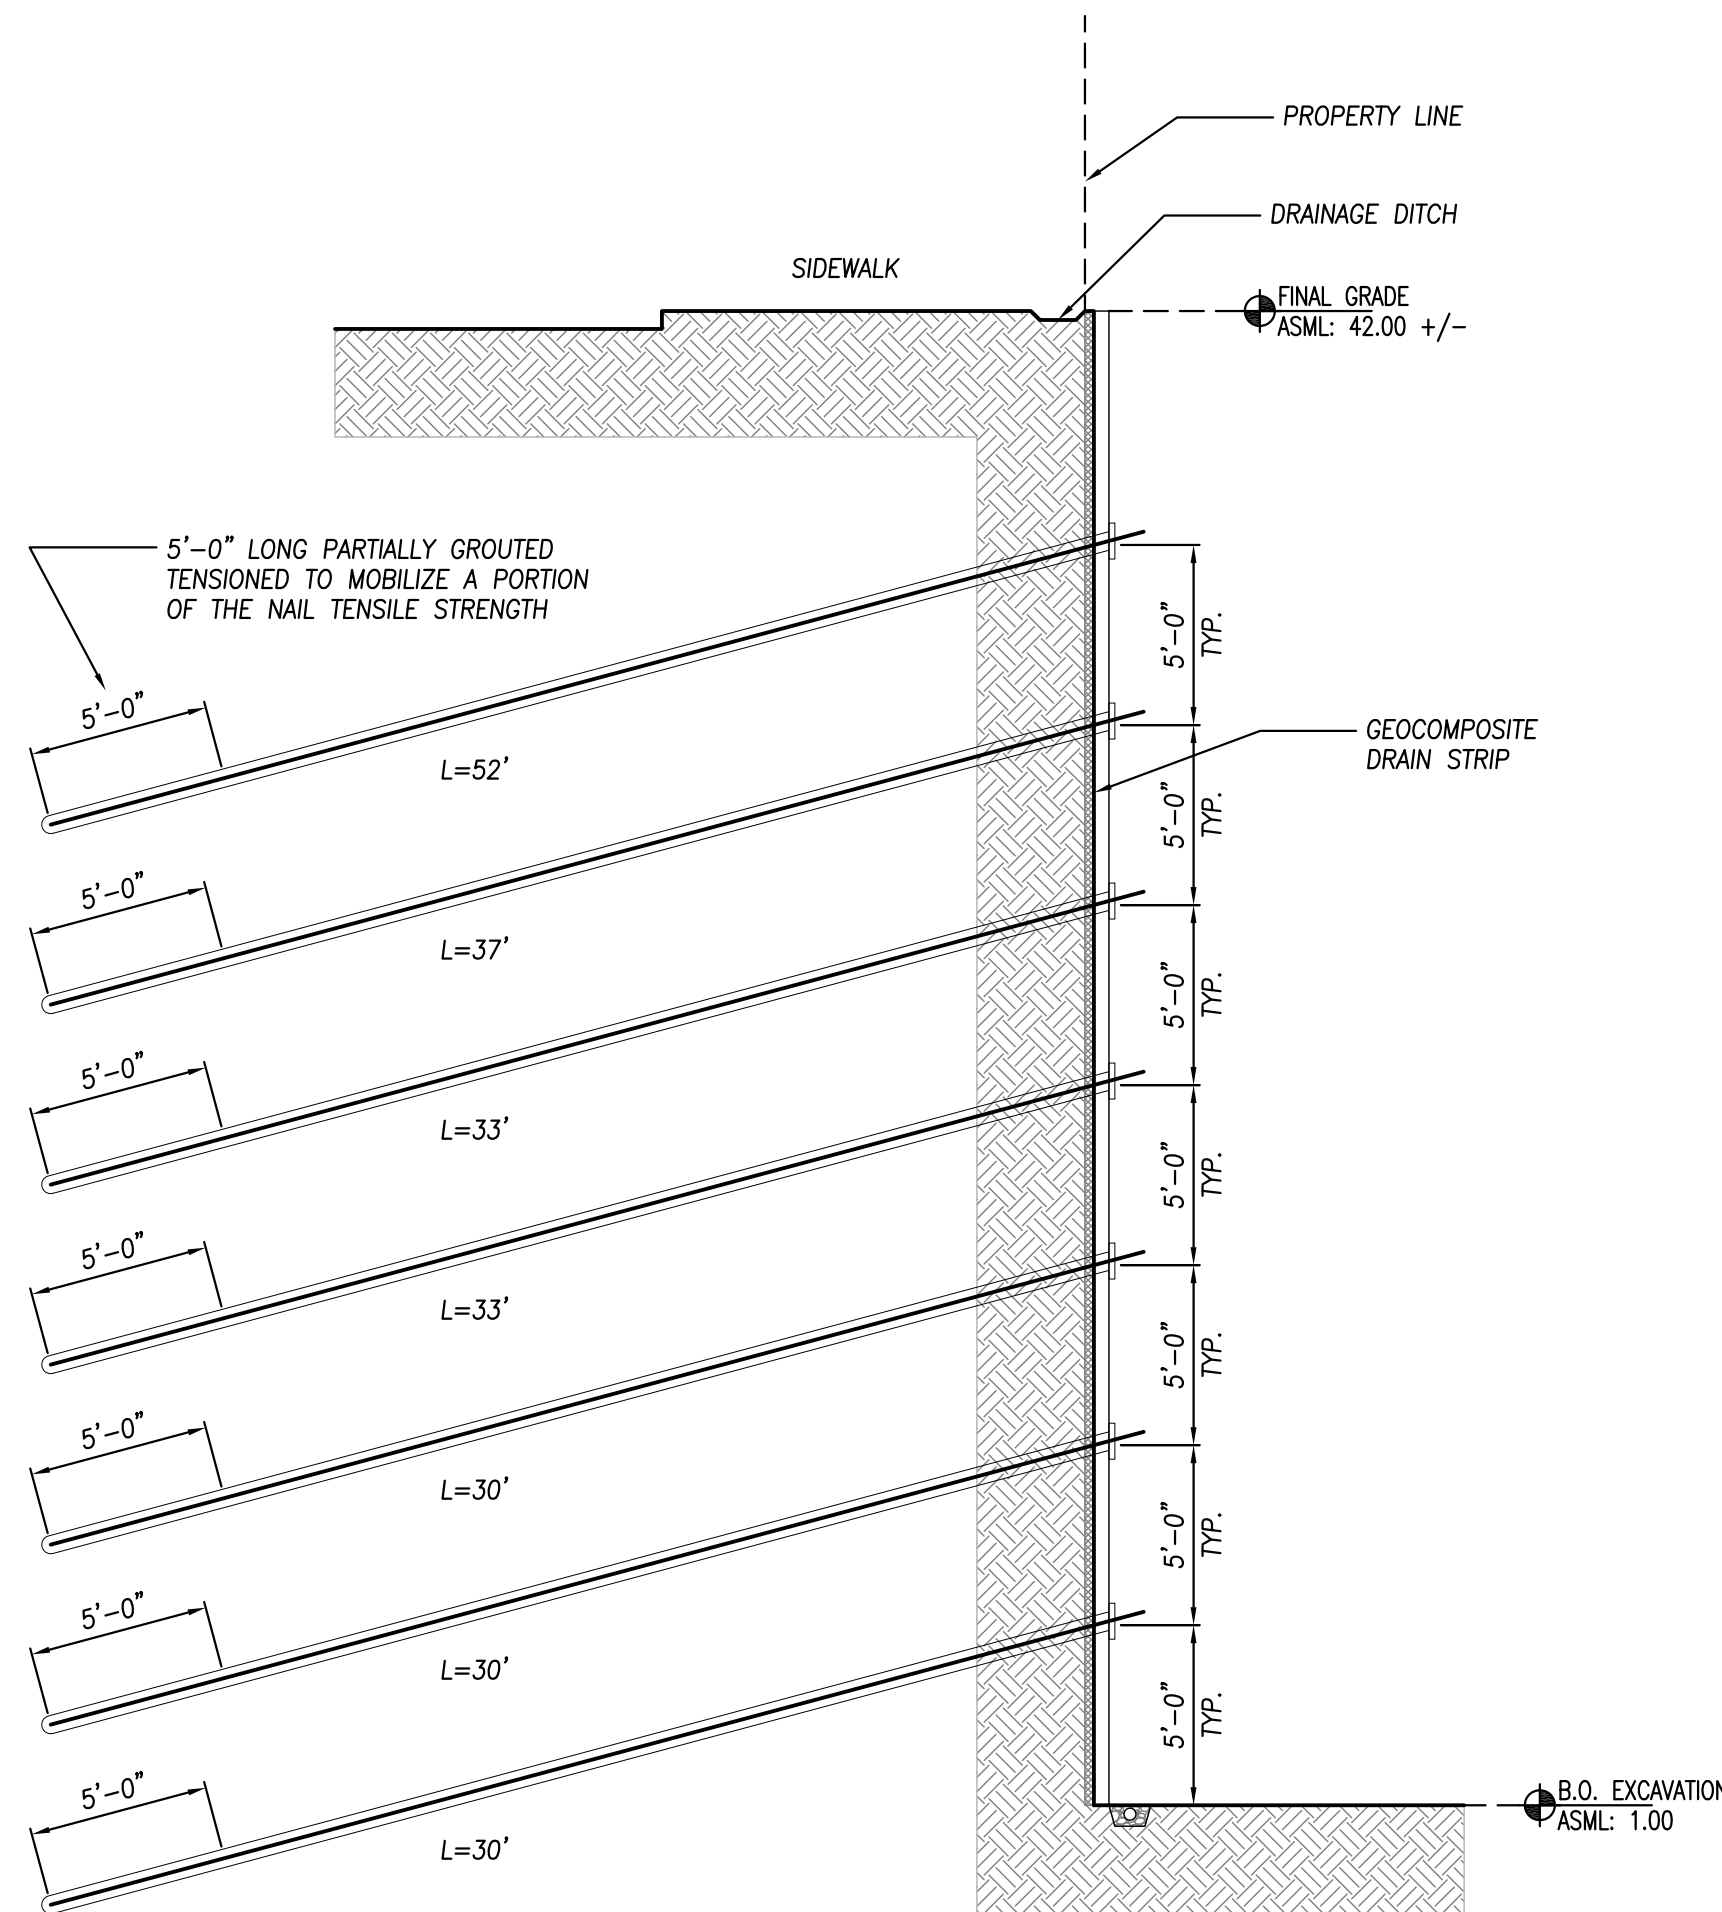 PROPERTY LINE
DRAINAGE DITCH
SIDEWALK
FINAL GRADE
ASML: 42.00 +/-
5'-0" LONG PARTIALLY GROUTED
TENSIONED TO MOBILIZE A PORTION
OF THE NAIL TENSILE STRENGTH
5'-0"
TYP.
5'-0"
L=52'
GEOCOMPOSITE
DRAIN STRIP
5'-0"
TYP.
5'-0"
L=37'
5'-0"
TYP.
5'-0"
L=33'
5'-0"
TYP.
5'-0"
L=33'
5'-0"
TYP.
5'-0"
L=30'
5'-0"
TYP.
5'-0"
L=30'
5'-0"
TYP.
5'-0"
L=30'
B.O. EXCAVATION
ASML: 1.00